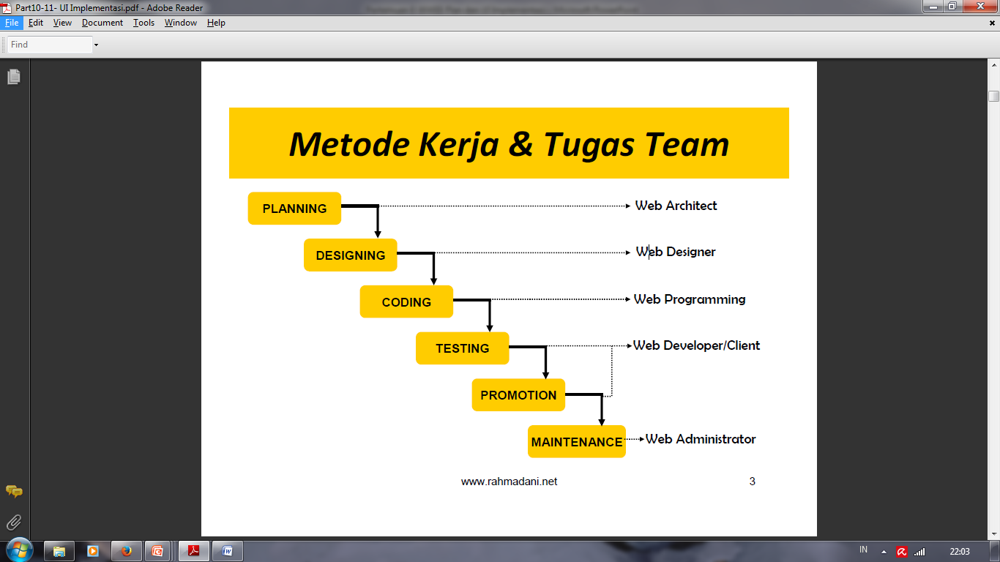 Part10-11- UI Implementasi.pdf - Adobe Reader
File Edit View Document Tools Window Help
Find
Metode Kerja & Tugas Team
PLANNING
Web Architect
DESIGNING
Web Designer
CODING
Web Programming
TESTING
Web Developer/Client
PROMOTION
MAINTENANCE
Web Administrator
www.rahmadani.net
3
IN
22:03